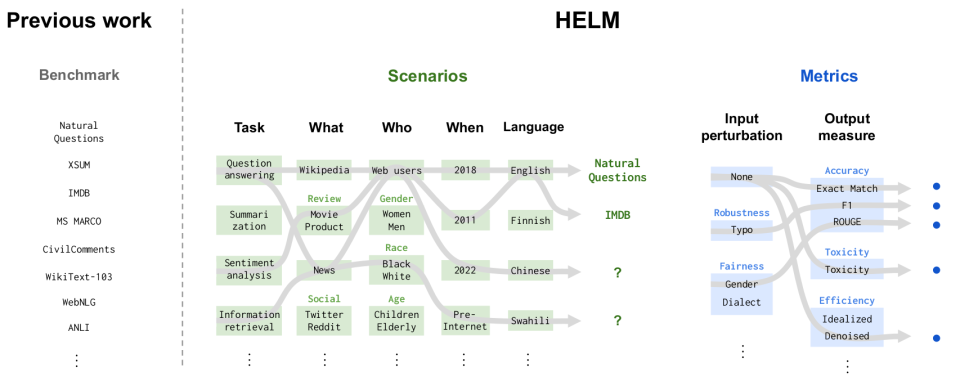 Previous work
HELM
Benchmark
Scenarios
Metrics
Natural
Questions
XSUM
IMDB
MS MARCO
CivilComments
WikiText-103
WebNLG
ANLI
⋮
Task
What
Who
When
Language
Question
answering
Wikipedia
Web users
2018
English
Natural
Questions
Review
Gender
Summari
zation
Movie
Product
Women
Men
2011
Finnish
IMDB
Race
Sentiment
analysis
News
Black
White
2022
Chinese
?
Social
Age
Information
retrieval
Twitter
Reddit
Children
Elderly
Pre-
Internet
Swahili
?
⋮ ⋮ ⋮ ⋮ ⋮
Input
perturbation
Output
measure
None
Accuracy
Exact Match
F1
ROUGE
Robustness
Typo
Toxicity
Toxicity
Fairness
Gender
Dialect
Efficiency
Idealized
Denoised
⋮
⋮